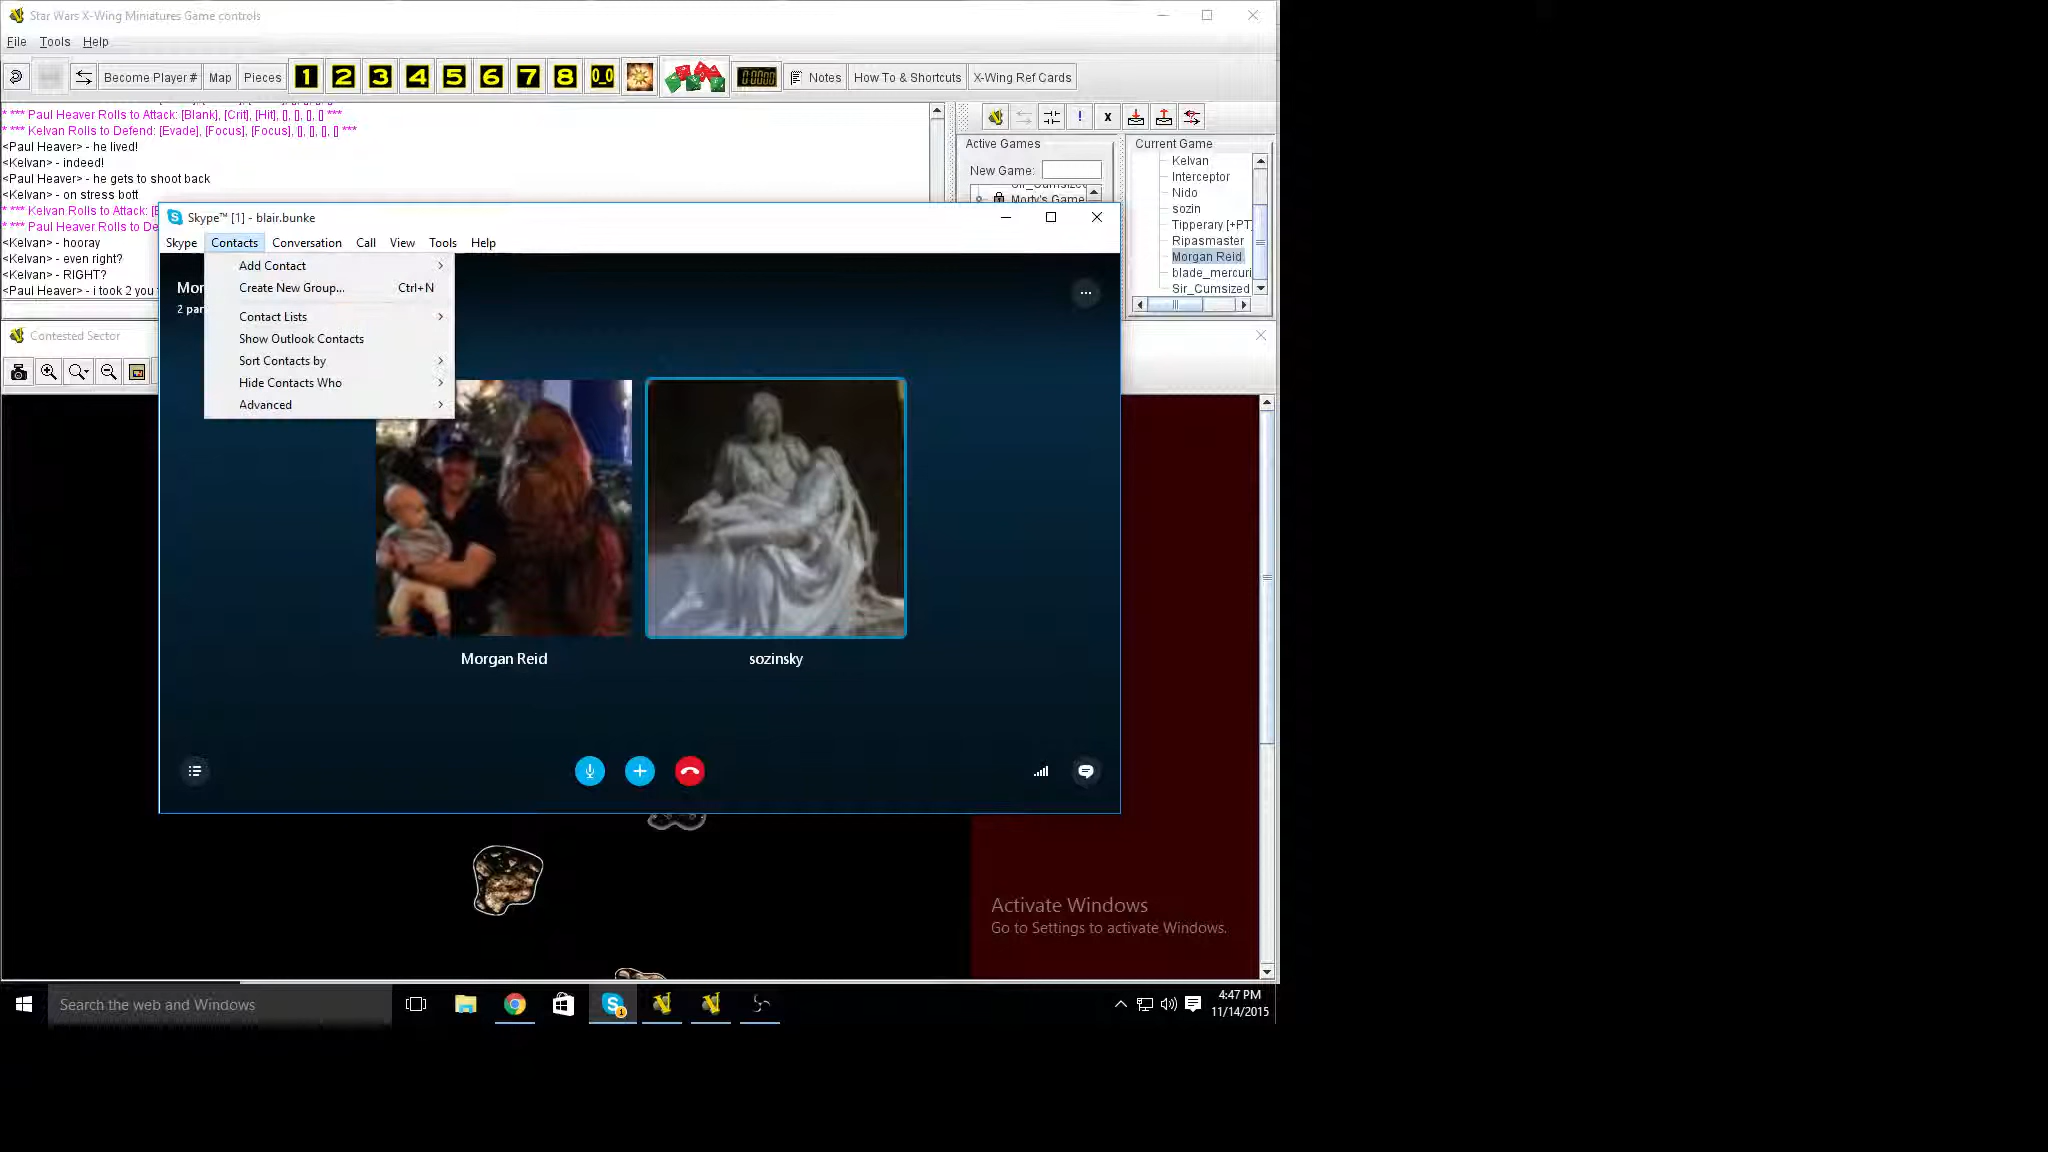 Star Wars X-Wing Miniatures Game controls
File Tools Help
Become Player # Map Pieces 1 2 3 4 5 6 7 8 0_0 Notes How To & Shortcuts X-Wing Ref Cards
* *** Paul Heaver Rolls to Attack: [Blank], [Crit], [Hit], [], [], [], [] ***
* *** Kelvan Rolls to Defend: [Evade], [Focus], [Focus], [], [], [], [] ***
<Paul Heaver> - he lived!
<Kelvan> - indeed!
<Paul Heaver> - he gets to shoot back
<Kelvan> - on stress bott
* *** Kelvan Rolls to Attack:
* *** Paul Heaver Rolls to De
<Kelvan> - hooray
<Kelvan> - even right?
<Kelvan> - RIGHT?
<Paul Heaver> - i took 2 you
Active Games
New Game:
Sir_Cumsized
Morty's Game
Current Game
Kelvan
Interceptor
Nido
sozin
Tipperary [+PT]
Ripasmaster
Morgan Reid
blade_mercuri
Sir_Cumsized
Contested Sector
Skype™ [1] - blair.bunke
Skype Contacts Conversation Call View Tools Help
Mor
2 par
Add Contact
Create New Group... Ctrl+N
Contact Lists
Show Outlook Contacts
Sort Contacts by
Hide Contacts Who
Advanced
Morgan Reid
sozinsky
Activate Windows
Go to Settings to activate Windows.
Search the web and Windows
4:47 PM
11/14/2015